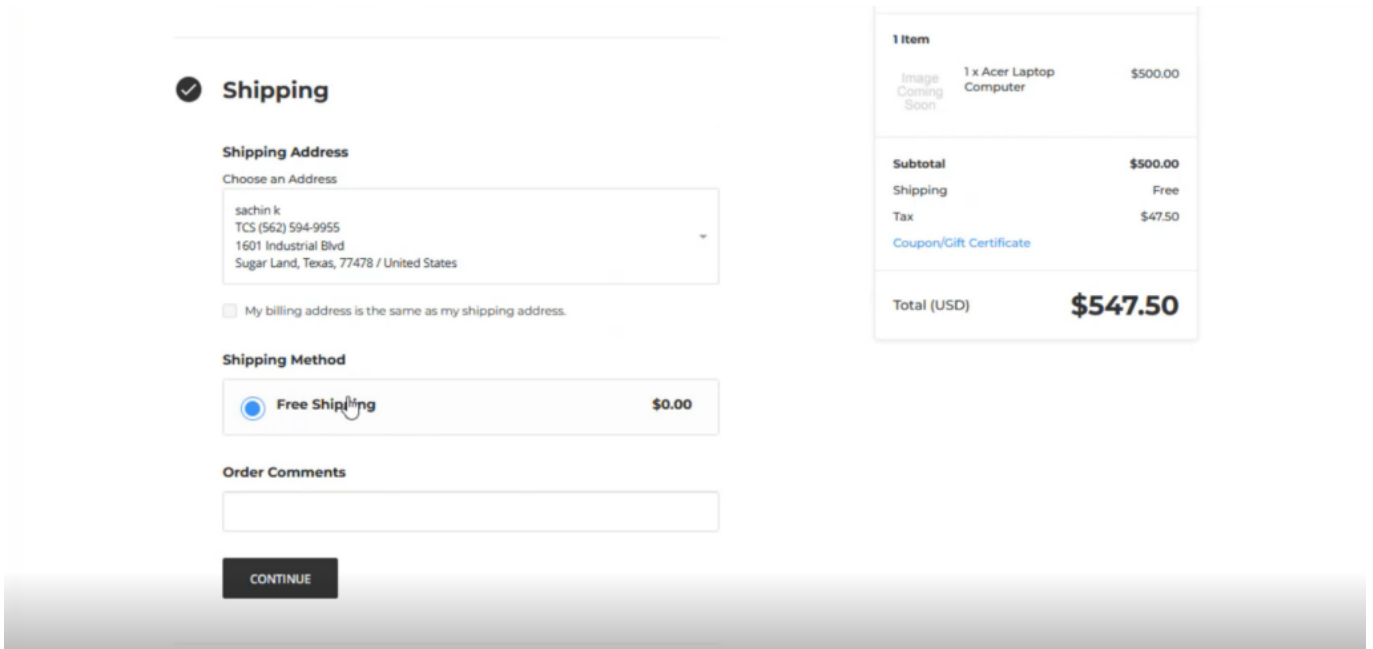 Shipping
Shipping Address
Choose an Address
sachin k
TCS (562) 594-9955
1601 Industrial Blvd
Sugar Land, Texas, 77478 / United States
My billing address is the same as my shipping address.
Shipping Method
Free Shipping $0.00
Order Comments
CONTINUE
1 Item
Image
Coming
Soon
1 x Acer Laptop $500.00
Computer
Subtotal $500.00
Shipping Free
Tax $47.50
Coupon/Gift Certificate
Total (USD) $547.50